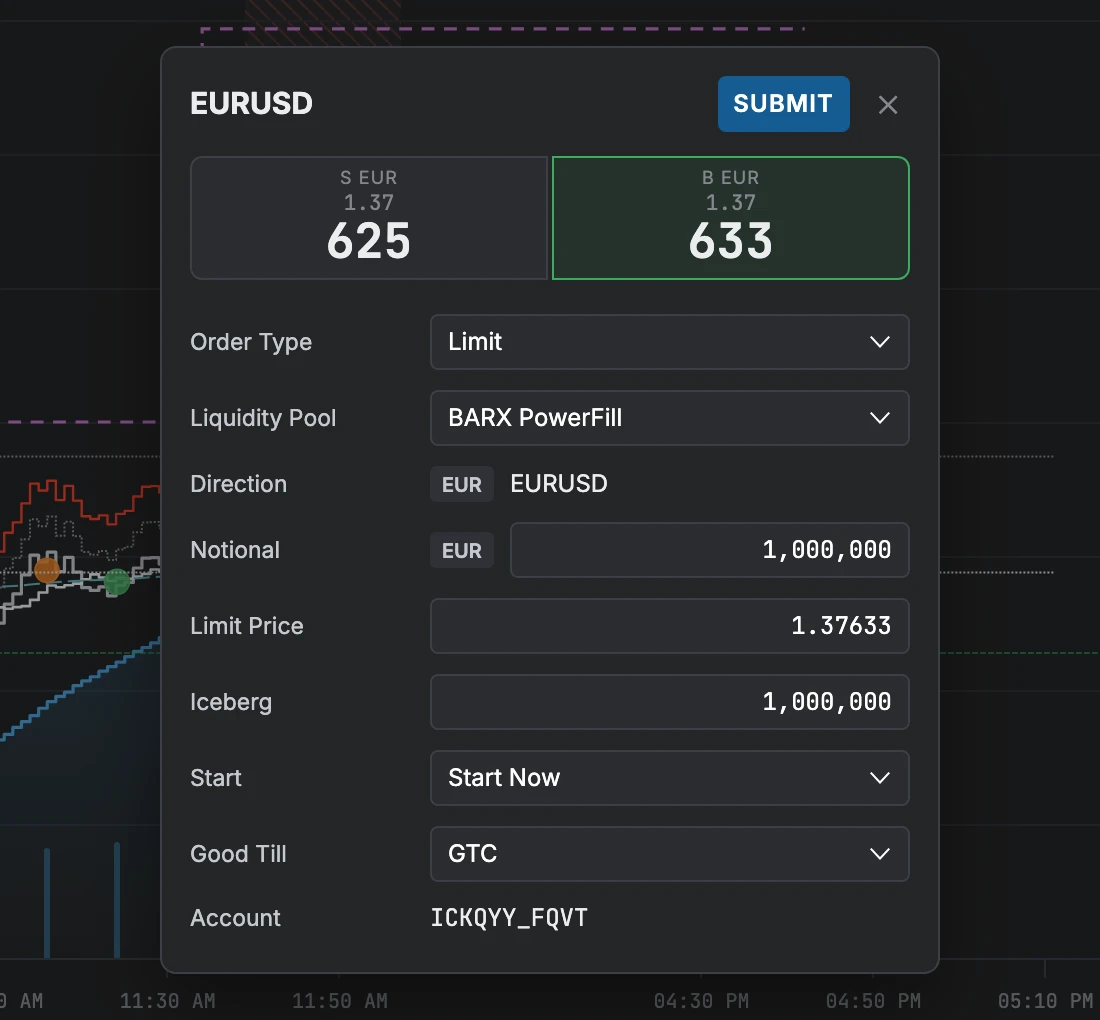 EURUSD SUBMIT
S EUR
1.37
625
B EUR
1.37
633
Order Type Limit
Liquidity Pool BARX PowerFill
Direction EUR EURUSD
Notional EUR 1,000,000
Limit Price 1.37633
Iceberg 1,000,000
Start Start Now
Good Till GTC
Account ICKQYY_FQVT
AM 11:30 AM 11:50 AM 04:30 PM 04:50 PM 05:10 PM